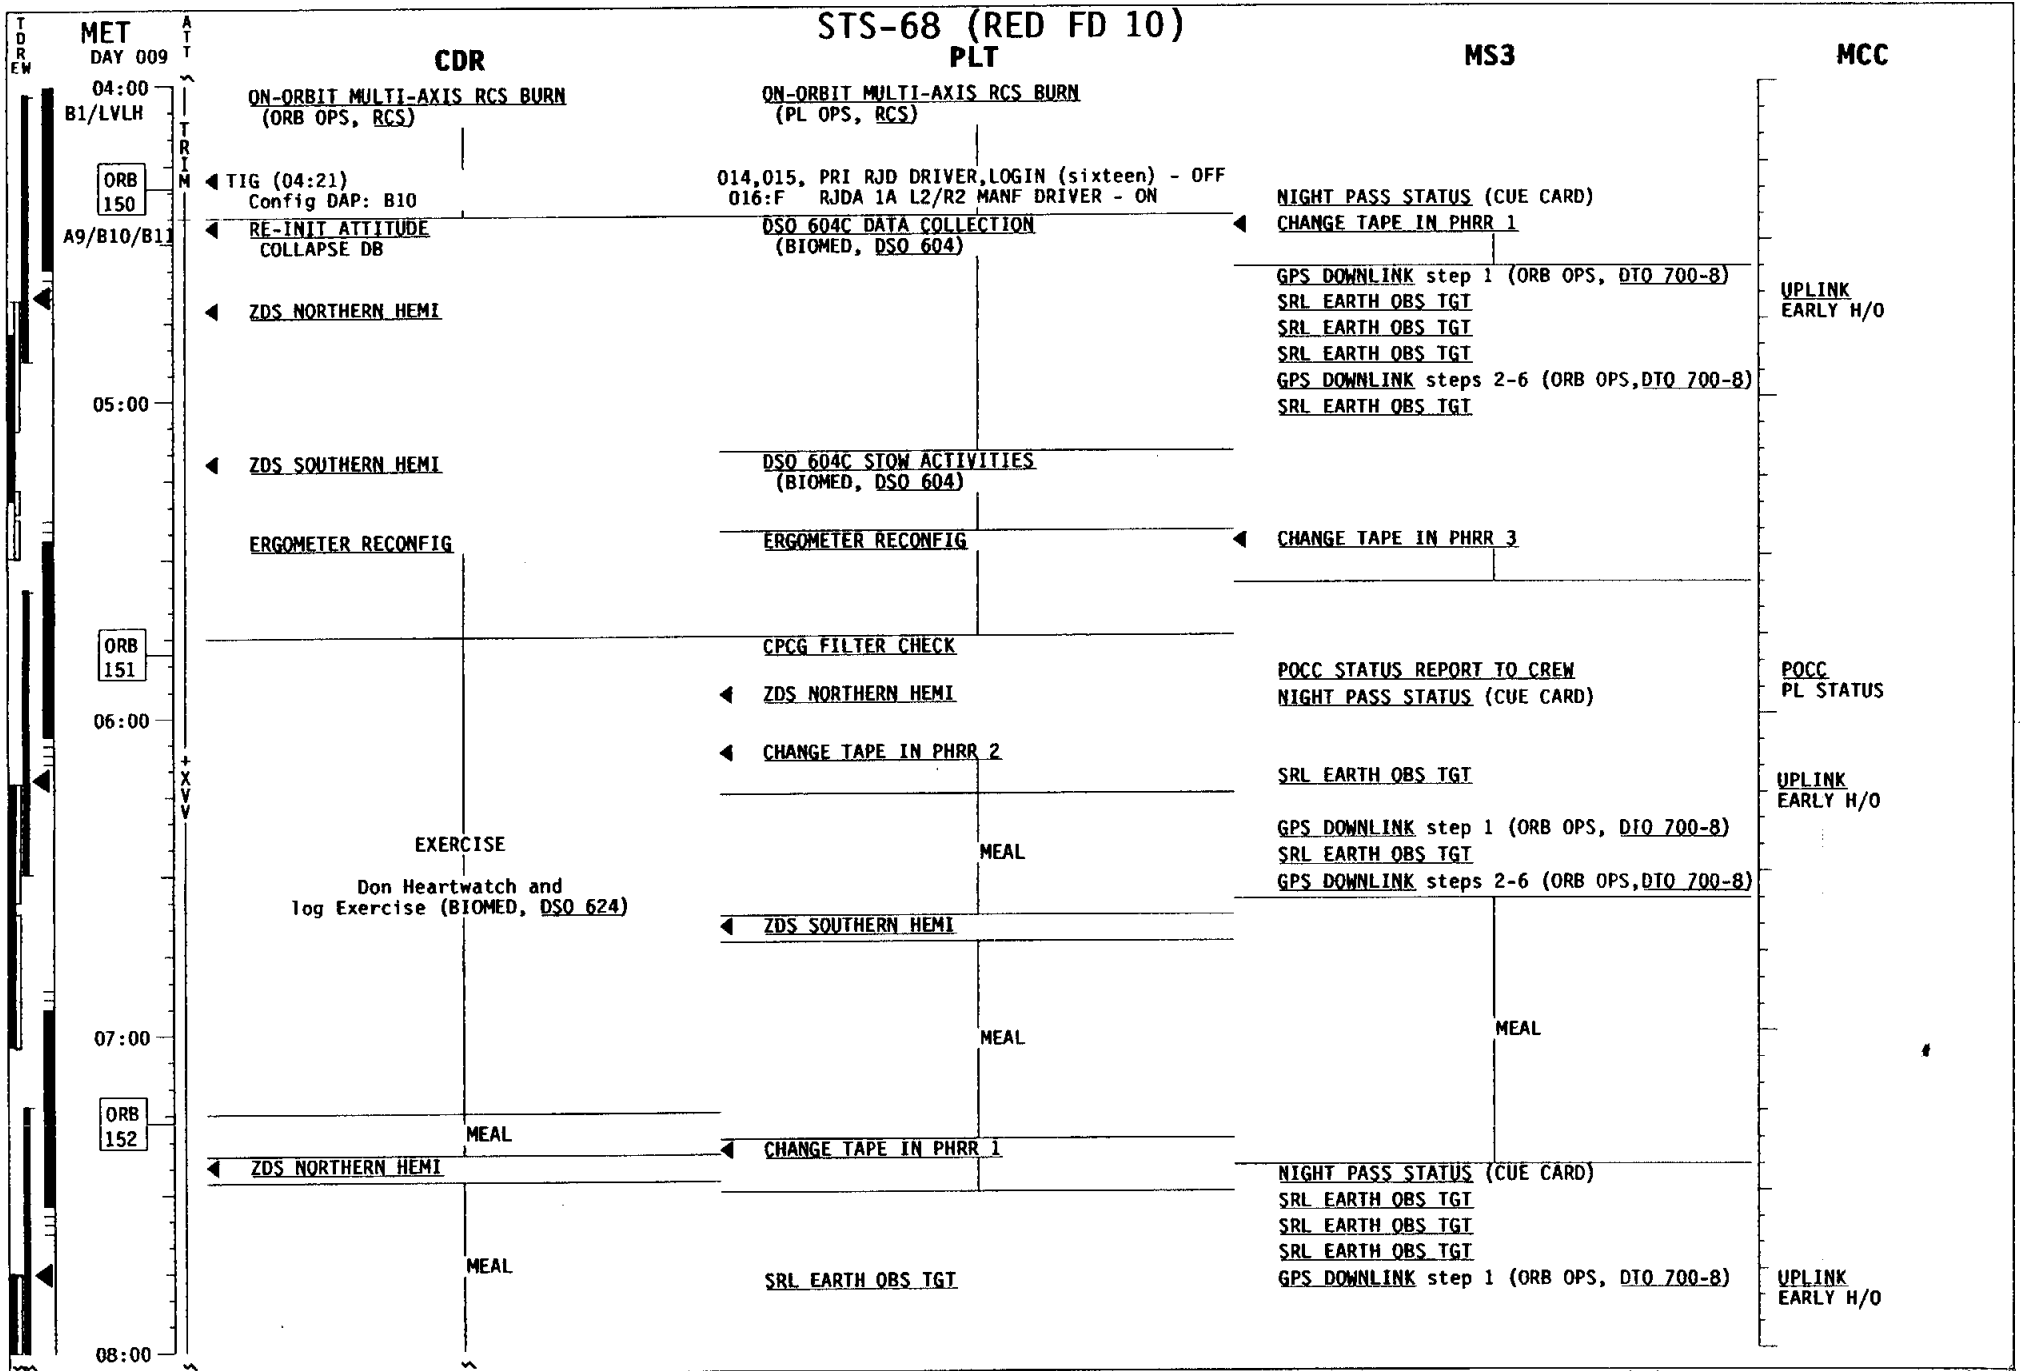 STS-68 (RED FD 10)
TDREW
MET
DAY 009
ATT
CDR
PLT
MS3
MCC
04:00
B1/LVLH
TRIM
ORB
150
A9/B10/B11
05:00
ORB
151
06:00
+XVV
07:00
ORB
152
08:00
ON-ORBIT MULTI-AXIS RCS BURN
(ORB OPS, RCS)
TIG (04:21)
Config DAP: B10
RE-INIT ATTITUDE
COLLAPSE DB
ZDS NORTHERN HEMI
ZDS SOUTHERN HEMI
ERGOMETER RECONFIG
EXERCISE
Don Heartwatch and
log Exercise (BIOMED, DSO 624)
MEAL
ZDS NORTHERN HEMI
MEAL
ON-ORBIT MULTI-AXIS RCS BURN
(PL OPS, RCS)
014,015, PRI RJD DRIVER,LOGIN (sixteen) - OFF
016:F RJDA 1A L2/R2 MANF DRIVER - ON
DSO 604C DATA COLLECTION
(BIOMED, DSO 604)
DSO 604C STOW ACTIVITIES
(BIOMED, DSO 604)
ERGOMETER RECONFIG
CPCG FILTER CHECK
ZDS NORTHERN HEMI
CHANGE TAPE IN PHRR 2
MEAL
ZDS SOUTHERN HEMI
MEAL
CHANGE TAPE IN PHRR 1
SRL EARTH OBS TGT
NIGHT PASS STATUS (CUE CARD)
CHANGE TAPE IN PHRR 1
GPS DOWNLINK step 1 (ORB OPS, DTO 700-8)
SRL EARTH OBS TGT
SRL EARTH OBS TGT
SRL EARTH OBS TGT
GPS DOWNLINK steps 2-6 (ORB OPS,DTO 700-8)
SRL EARTH OBS TGT
CHANGE TAPE IN PHRR 3
POCC STATUS REPORT TO CREW
NIGHT PASS STATUS (CUE CARD)
SRL EARTH OBS TGT
GPS DOWNLINK step 1 (ORB OPS, DTO 700-8)
SRL EARTH OBS TGT
GPS DOWNLINK steps 2-6 (ORB OPS,DTO 700-8)
MEAL
NIGHT PASS STATUS (CUE CARD)
SRL EARTH OBS TGT
SRL EARTH OBS TGT
SRL EARTH OBS TGT
GPS DOWNLINK step 1 (ORB OPS, DTO 700-8)
UPLINK
EARLY H/O
POCC
PL STATUS
UPLINK
EARLY H/O
UPLINK
EARLY H/O